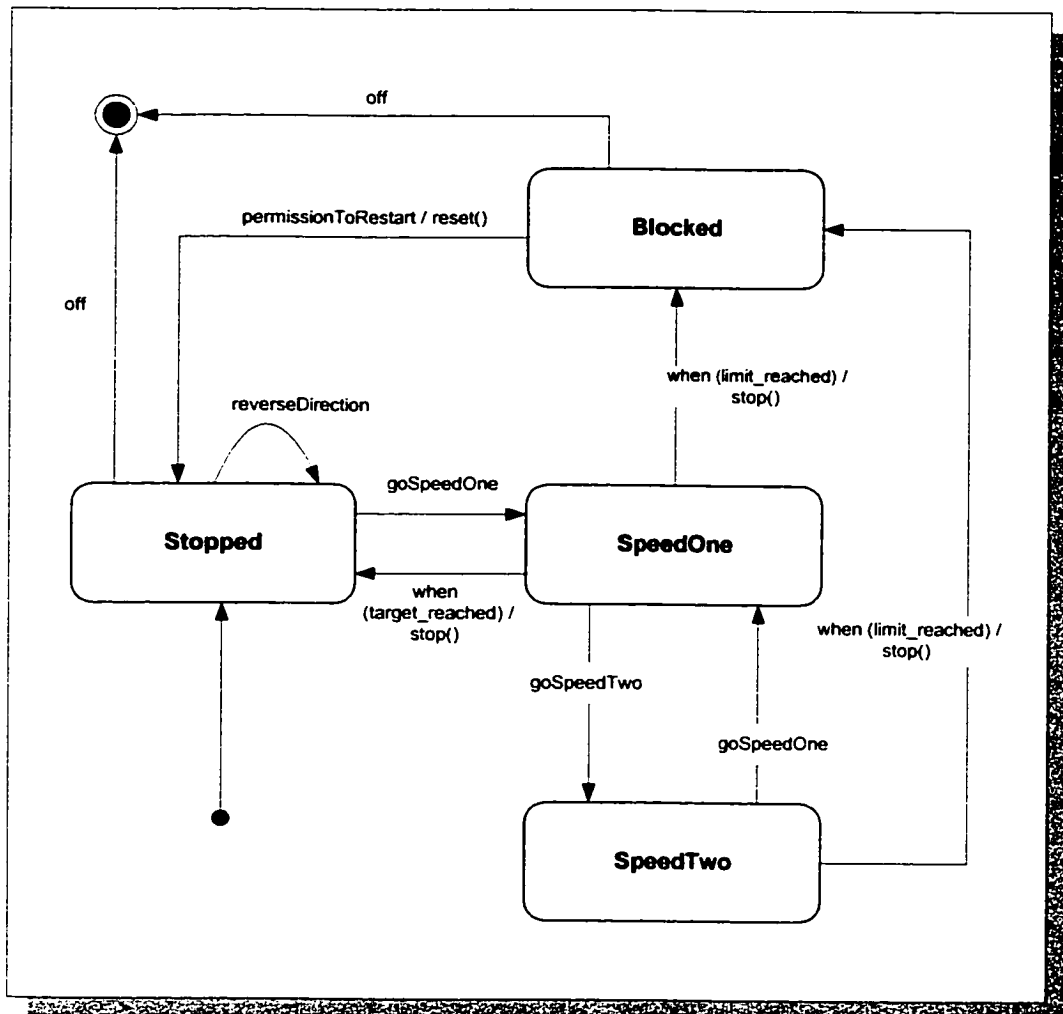 off
Blocked
permissionToRestart / reset()
off
when (limit_reached) /
stop()
reverseDirection
goSpeedOne
Stopped
SpeedOne
when
(target_reached) /
stop()
when (limit_reached) /
stop()
goSpeedTwo
goSpeedOne
SpeedTwo